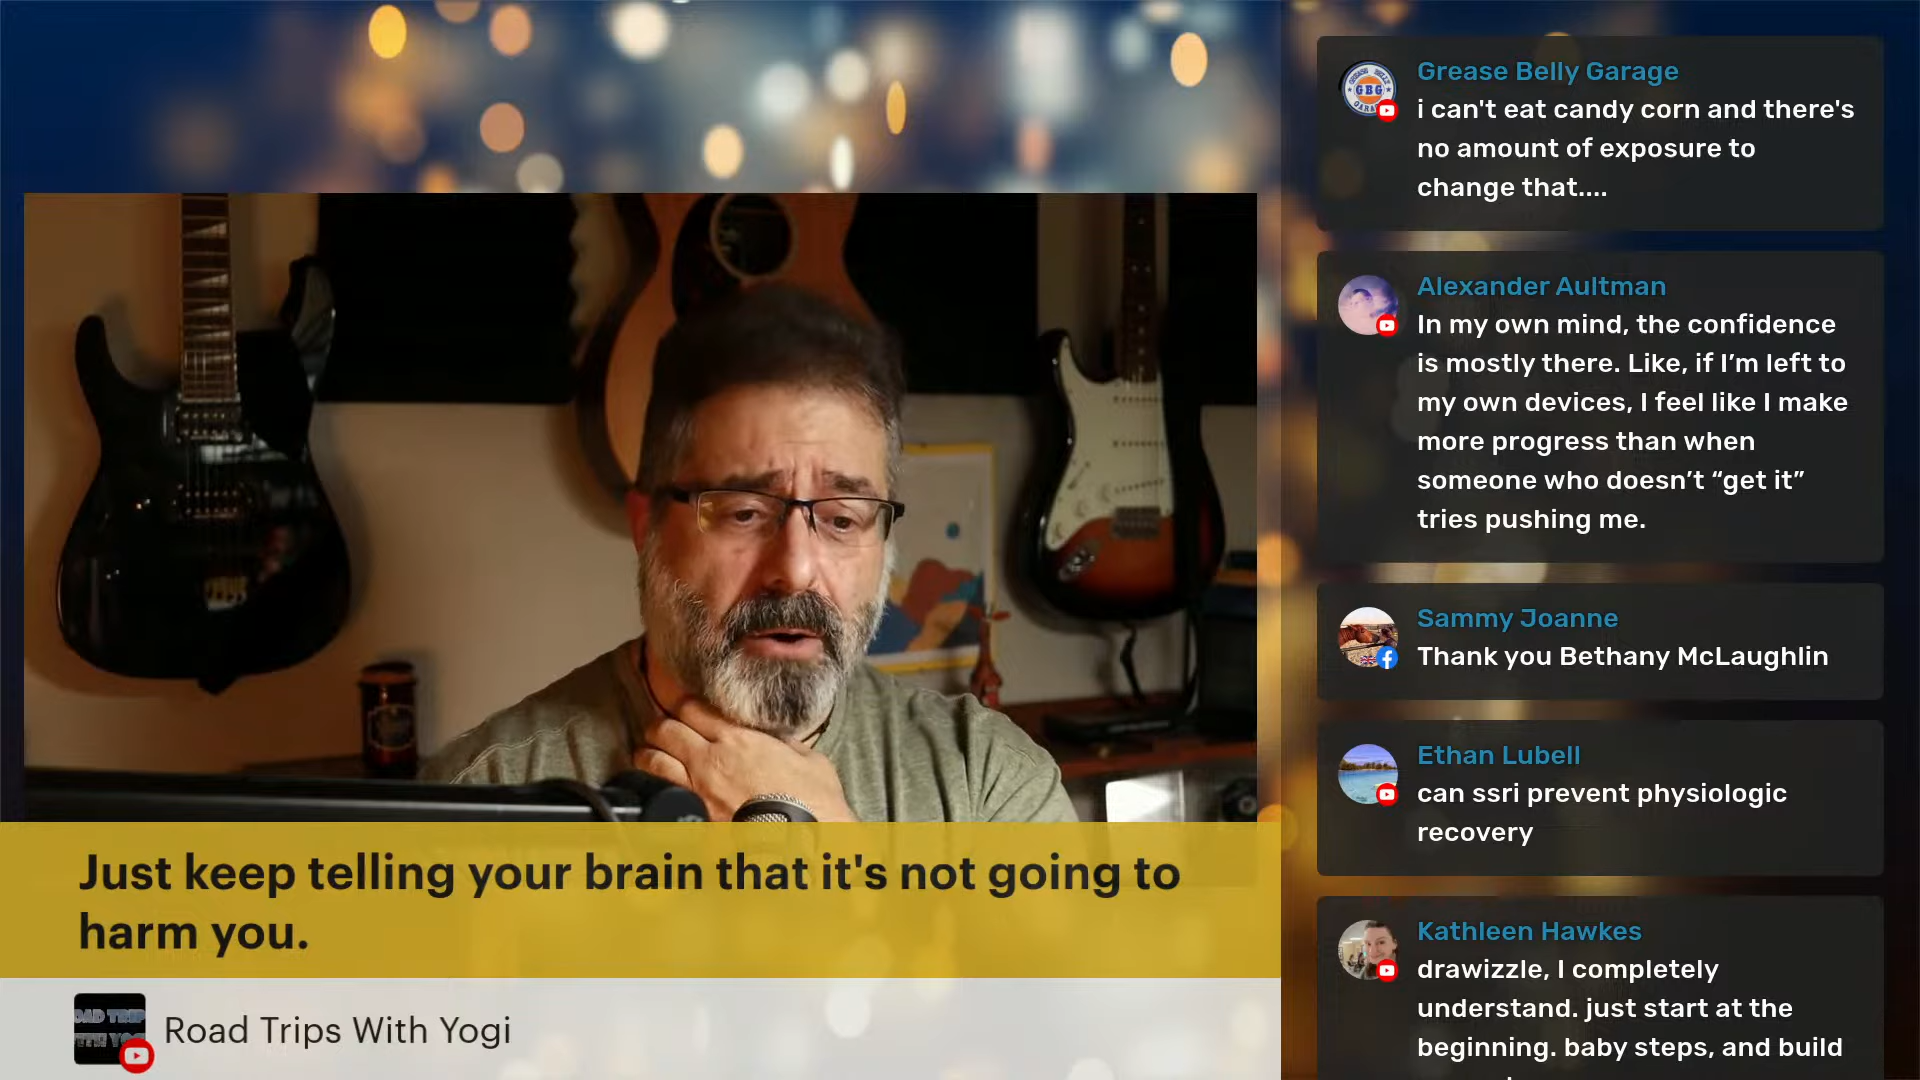 Grease Belly Garage
i can't eat candy corn and there's
no amount of exposure to
change that....
Alexander Aultman
In my own mind, the confidence
is mostly there. Like, if I’m left to
my own devices, I feel like I make
more progress than when
someone who doesn’t “get it”
tries pushing me.
Sammy Joanne
Thank you Bethany McLaughlin
Ethan Lubell
can ssri prevent physiologic
recovery
Kathleen Hawkes
drawizzle, I completely
understand. just start at the
beginning. baby steps, and build
Just keep telling your brain that it's not going to
harm you.
Road Trips With Yogi
GBG